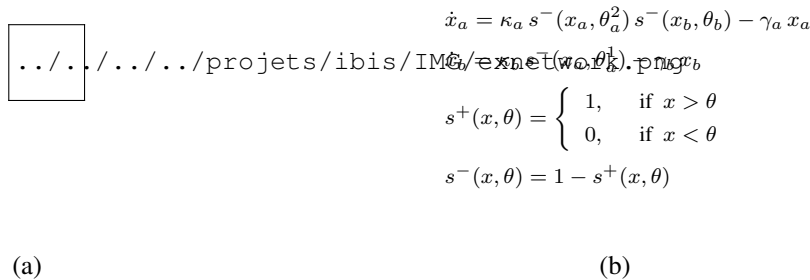 ẋ_a = κ_a s^−(x_a, θ_a^2) s^−(x_b, θ_b) − γ_a x_a
../../../../projets/ibis/IMG/exnetwork.png
s^+(x, θ) = { 1, if x > θ
0, if x < θ
s^−(x, θ) = 1 − s^+(x, θ)
(a) (b)